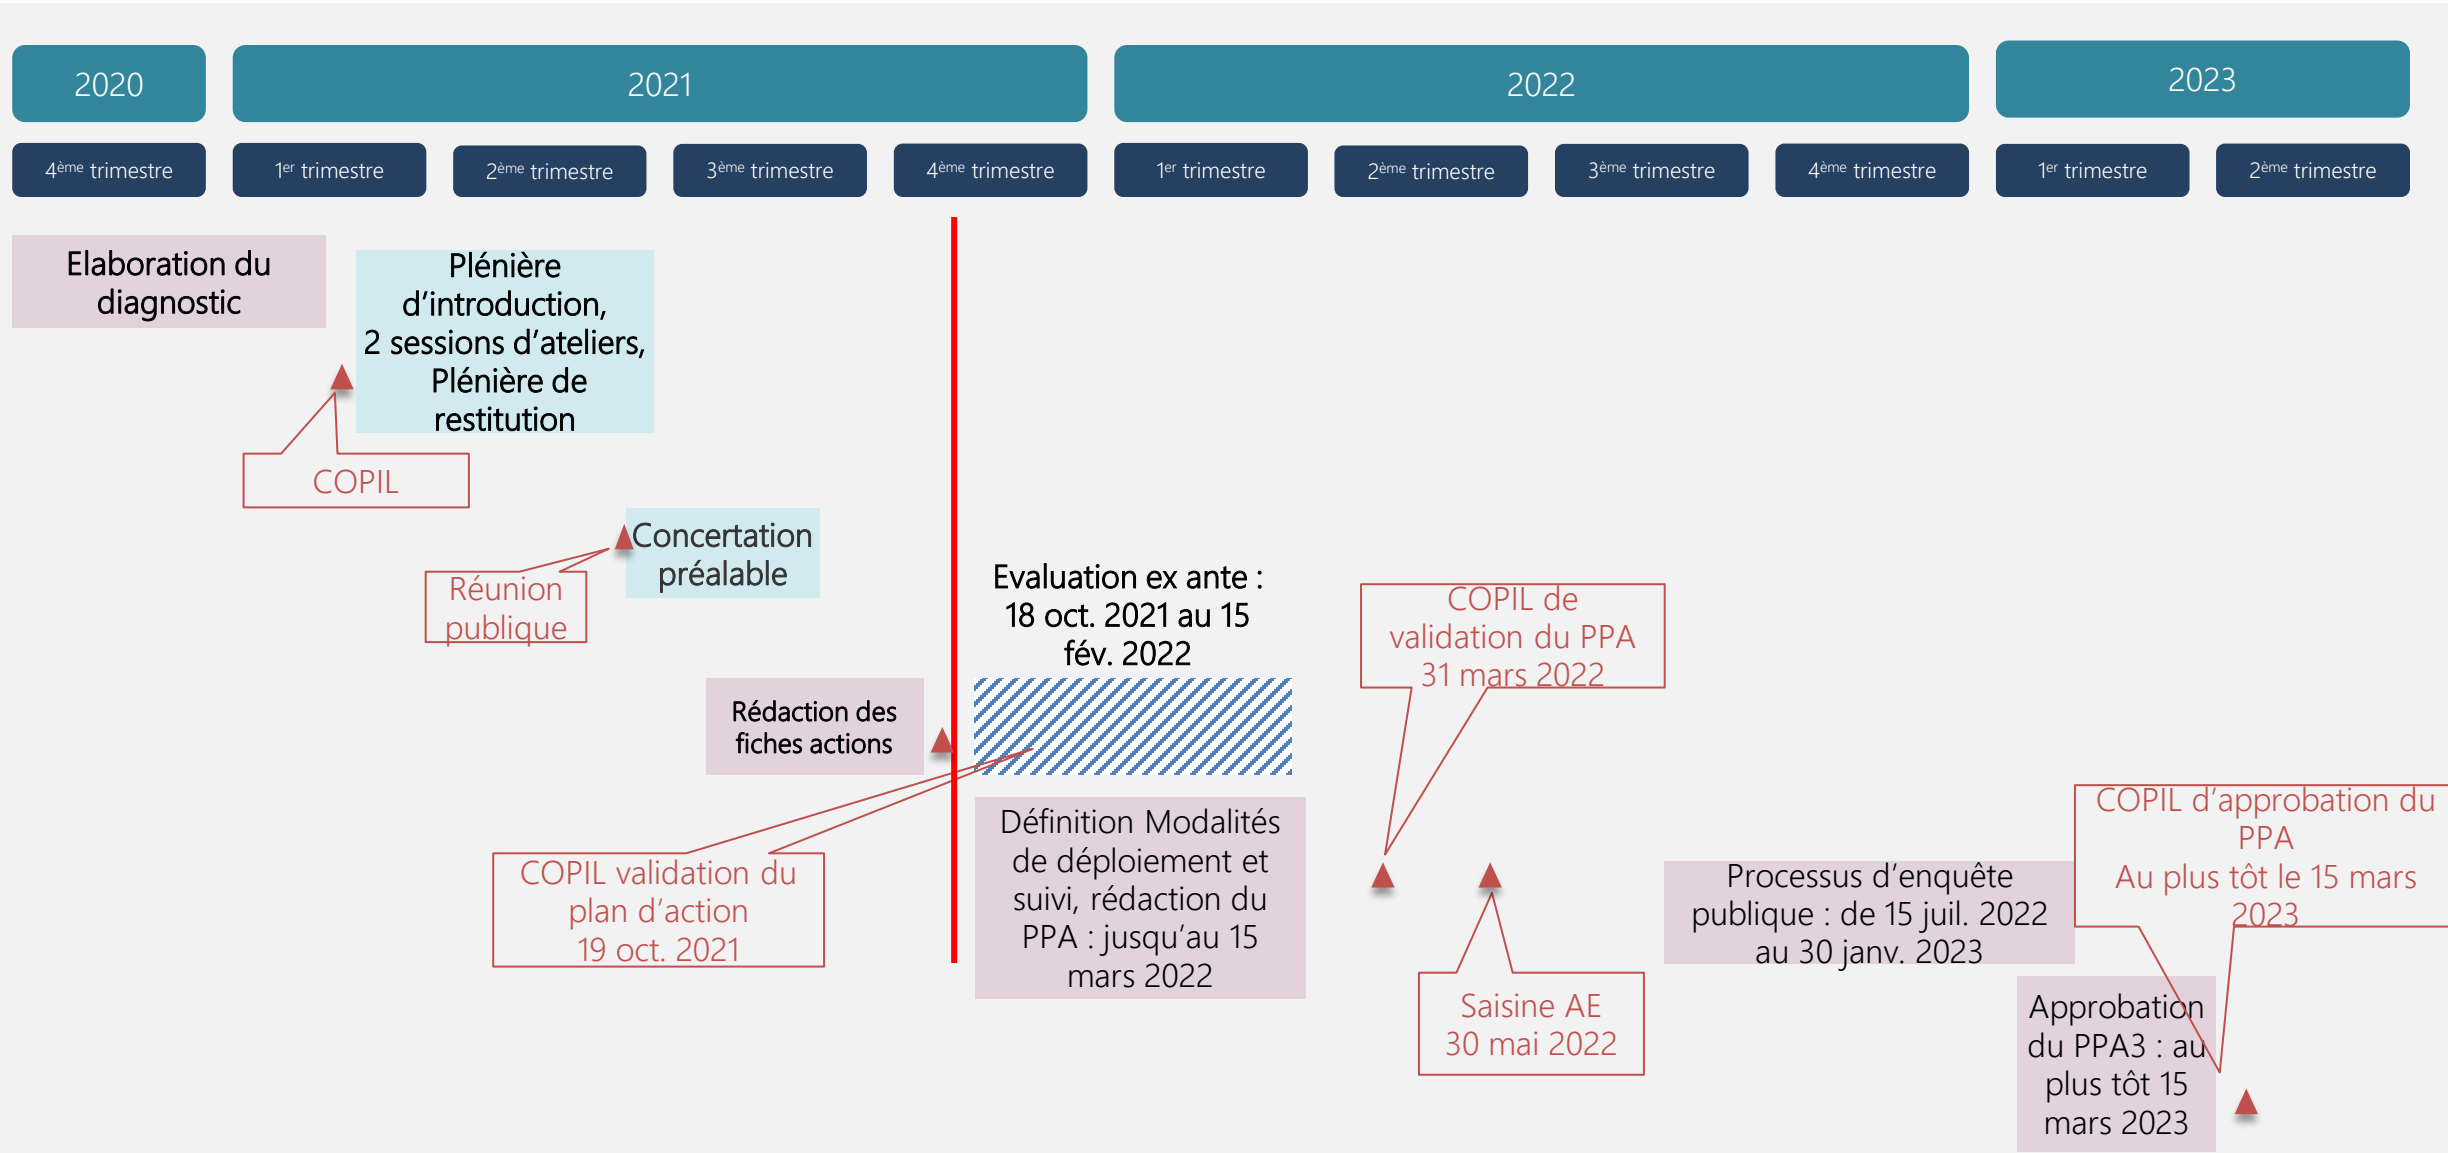 2020
2021
2022
2023
4ème trimestre
1er trimestre
2ème trimestre
3ème trimestre
4ème trimestre
1er trimestre
2ème trimestre
3ème trimestre
4ème trimestre
1er trimestre
2ème trimestre
Elaboration du
diagnostic
Plénière
d’introduction,
2 sessions d’ateliers,
Plénière de
restitution
COPIL
Concertation
préalable
Réunion
publique
Evaluation ex ante :
18 oct. 2021 au 15
fév. 2022
Rédaction des
fiches actions
COPIL validation du
plan d’action
19 oct. 2021
Définition Modalités
de déploiement et
suivi, rédaction du
PPA : jusqu’au 15
mars 2022
COPIL de
validation du PPA
31 mars 2022
Saisine AE
30 mai 2022
Processus d’enquête
publique : de 15 juil. 2022
au 30 janv. 2023
COPIL d’approbation du
PPA
Au plus tôt le 15 mars
2023
Approbation
du PPA3 : au
plus tôt 15
mars 2023